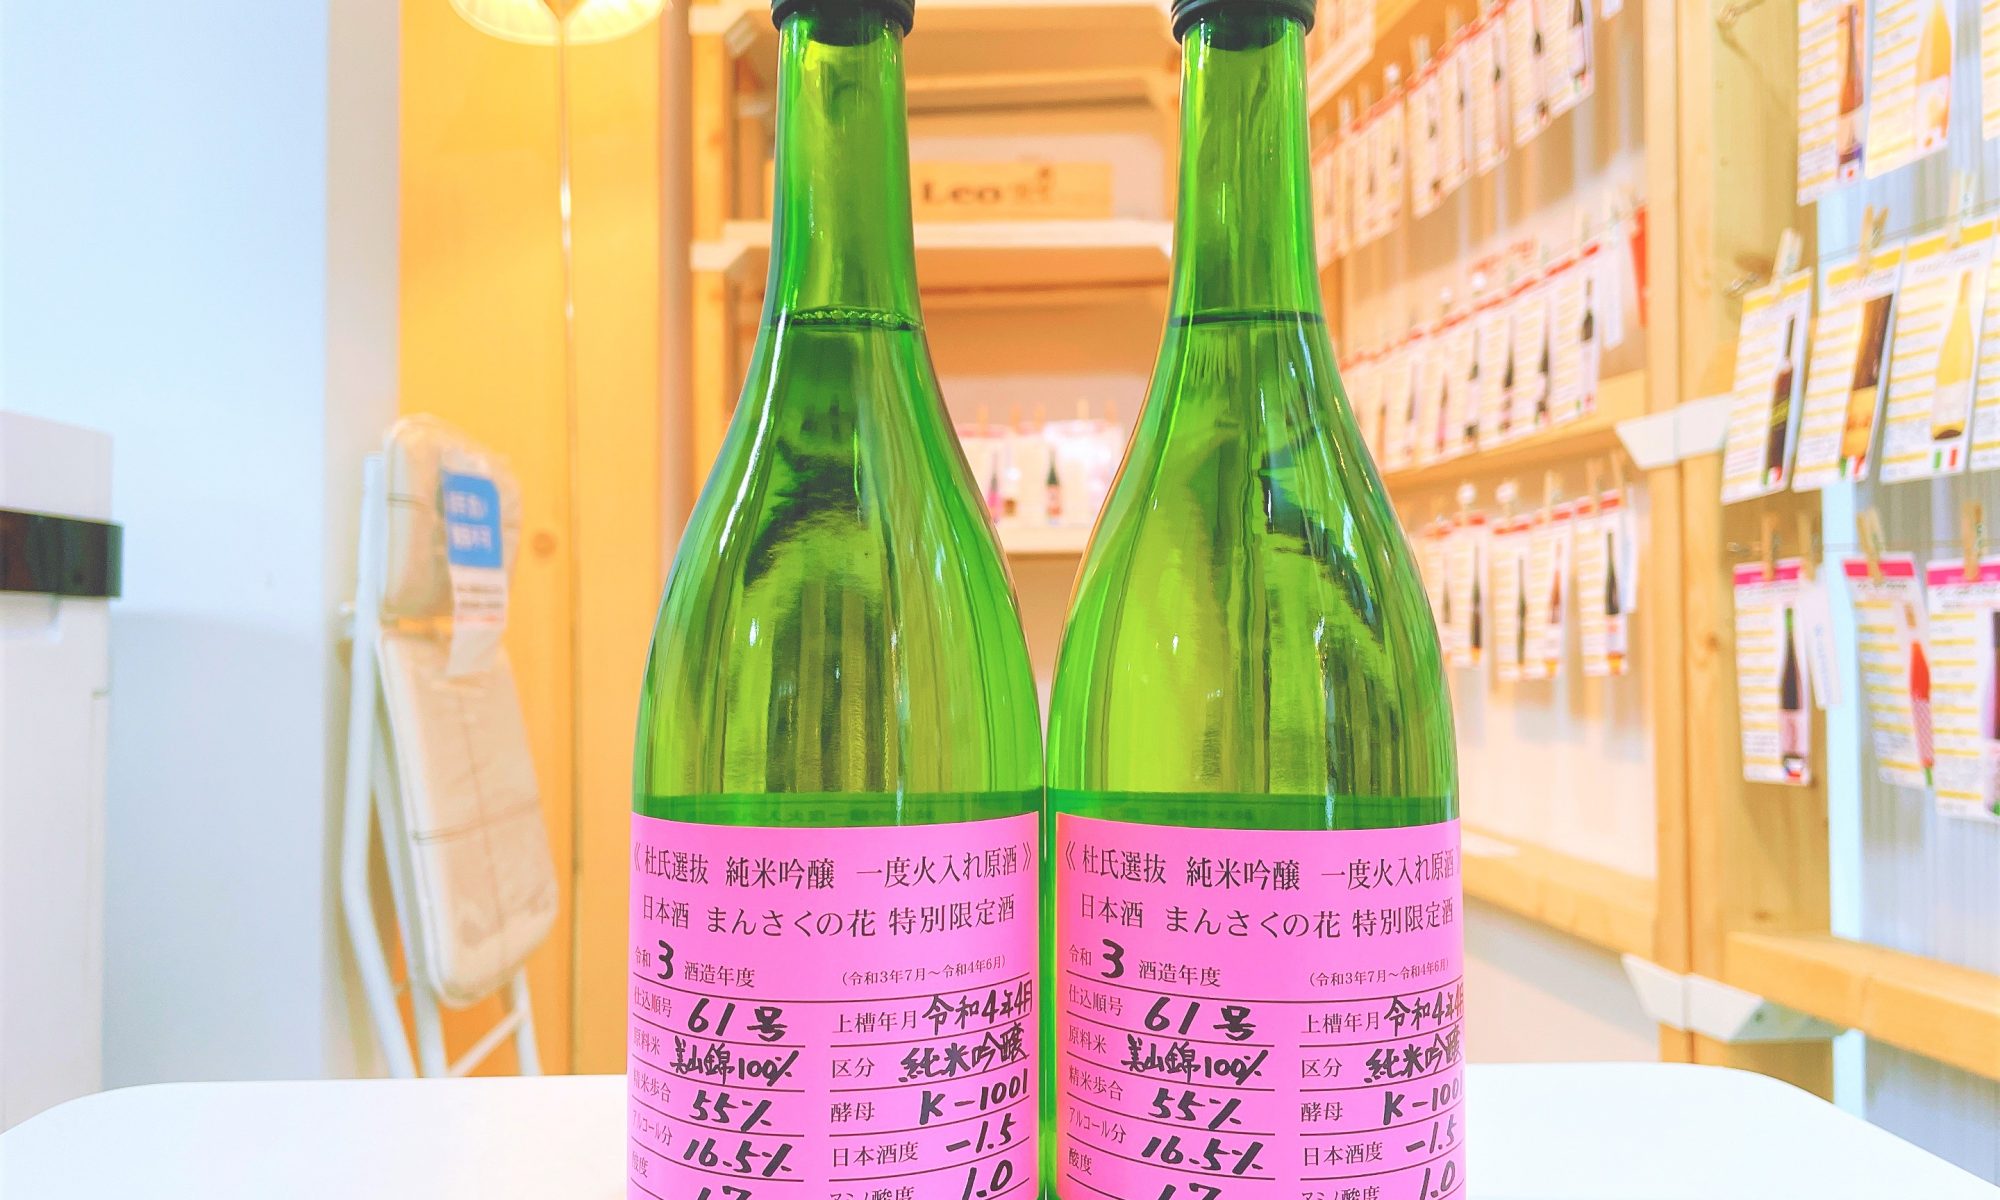 Leo
《 杜氏選抜 純米吟醸 一度火入れ原酒 》
日本酒 まんさくの花 特別限定酒
令和 3 酒造年度 (令和3年7月～令和4年6月)
仕込順号 61号 上槽年月 令和4年4月
原料米 美山錦100% 区分 純米吟醸
精米歩合 55% 酵母 K-1001
アルコール分 16.5% 日本酒度 -1.5
酸度 アミノ酸度 1.0
《 杜氏選抜 純米吟醸 一度火入れ原酒 》
日本酒 まんさくの花 特別限定酒
令和 3 酒造年度 (令和3年7月～令和4年6月)
仕込順号 61号 上槽年月 令和4年4月
原料米 美山錦100% 区分 純米吟醸
精米歩合 55% 酵母 K-1001
アルコール分 16.5% 日本酒度 -1.5
酸度 アミノ酸度 1.0